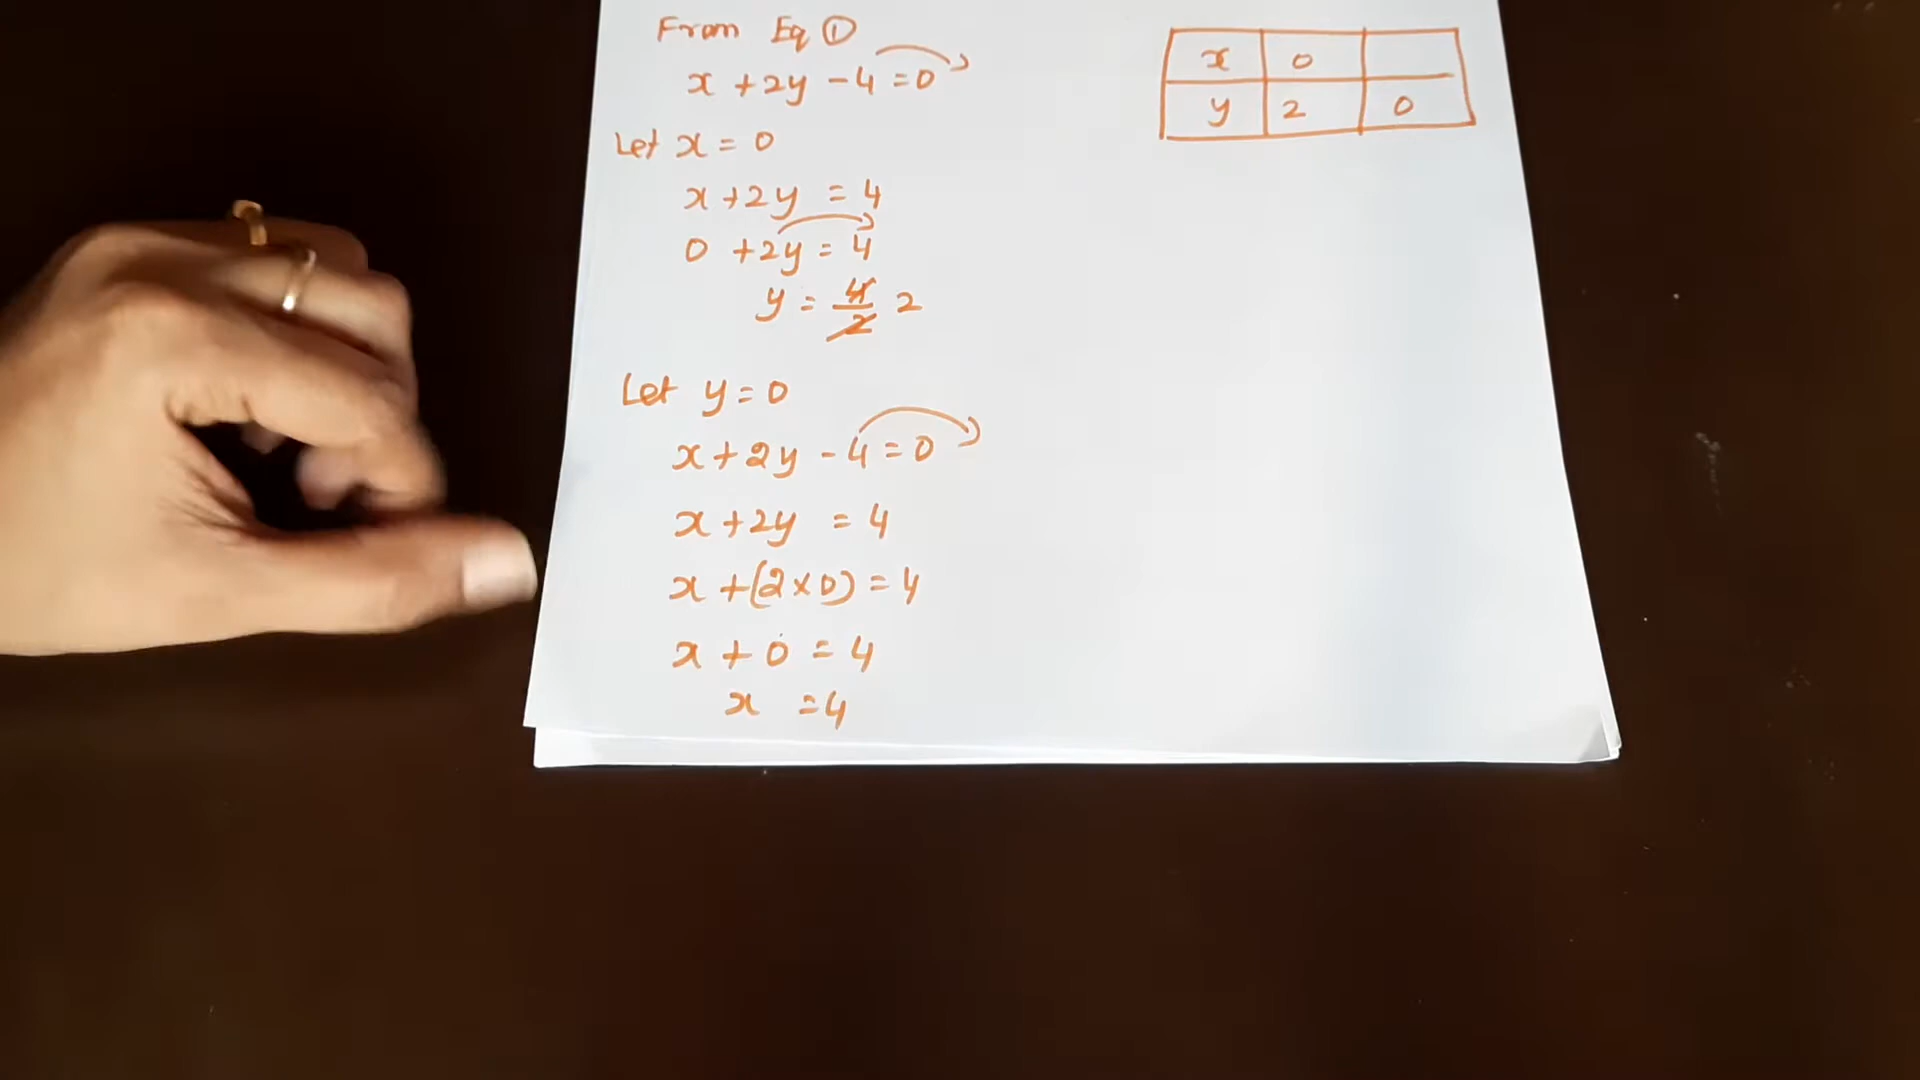 From Eq ①
x + 2y - 4 = 0
Let x = 0
x + 2y = 4
0 + 2y = 4
y = 4/2 2
Let y = 0
x + 2y - 4 = 0
x + 2y = 4
x + (2 × 0) = 4
x + 0 = 4
x = 4
x 0
y 2 0